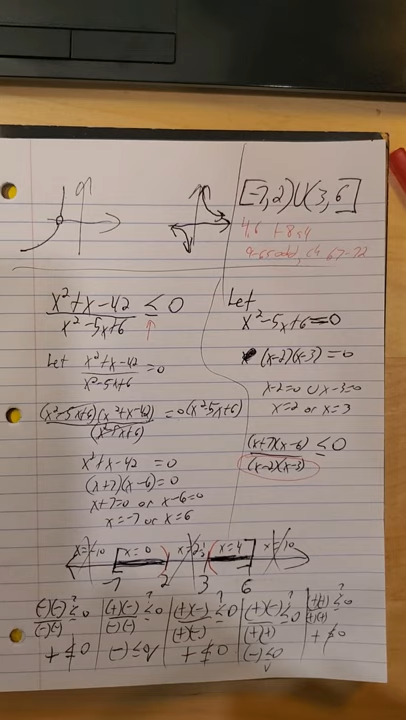 [-7,2)U(3,6]
x²+x-42 ≤ 0
x²-5x+6
Let x²+x-42 =0
x²-5x+6
(x²-5x+6)(x²+x-42) =0(x²-5x+6)
(x²-5x+6)
x²+x-42 =0
(x+7)(x-6)=0
x+7=0 or x-6=0
x=-7 or x=6
Let
x²-5x+6=0
(x-2)(x-3)=0
x-2=0 U x-3=0
x=2 or x=3
(x+7)(x-6) ≤0
(x-2)(x-3)
x=-10 x=0 x=2½ x=4 x=10
-7 2 3 6
(-)(-) ≤0 (+)(-) ≤0 (+)(-) ≤0 (+)(-) ≤0 (+)(+) ≤0
(-)(-) (-)(-) (+)(-) (+)(+) (+)(+)
+≰0 (-)≤0 +≰0 (-)≤0 +≰0